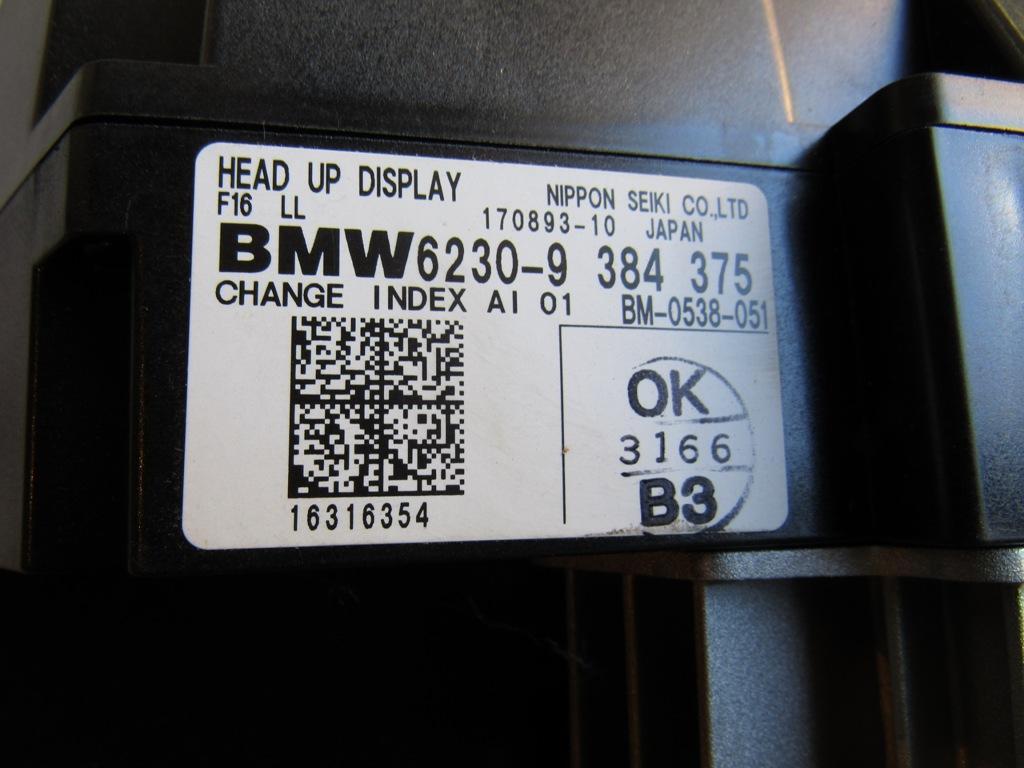 HEAD UP DISPLAY
NIPPON SEIKI CO.,LTD
F16 LL
170893-10 JAPAN
BMW6230-9 384 375
CHANGE INDEX AI 01
BM-0538-051
OK
3166
B3
16316354